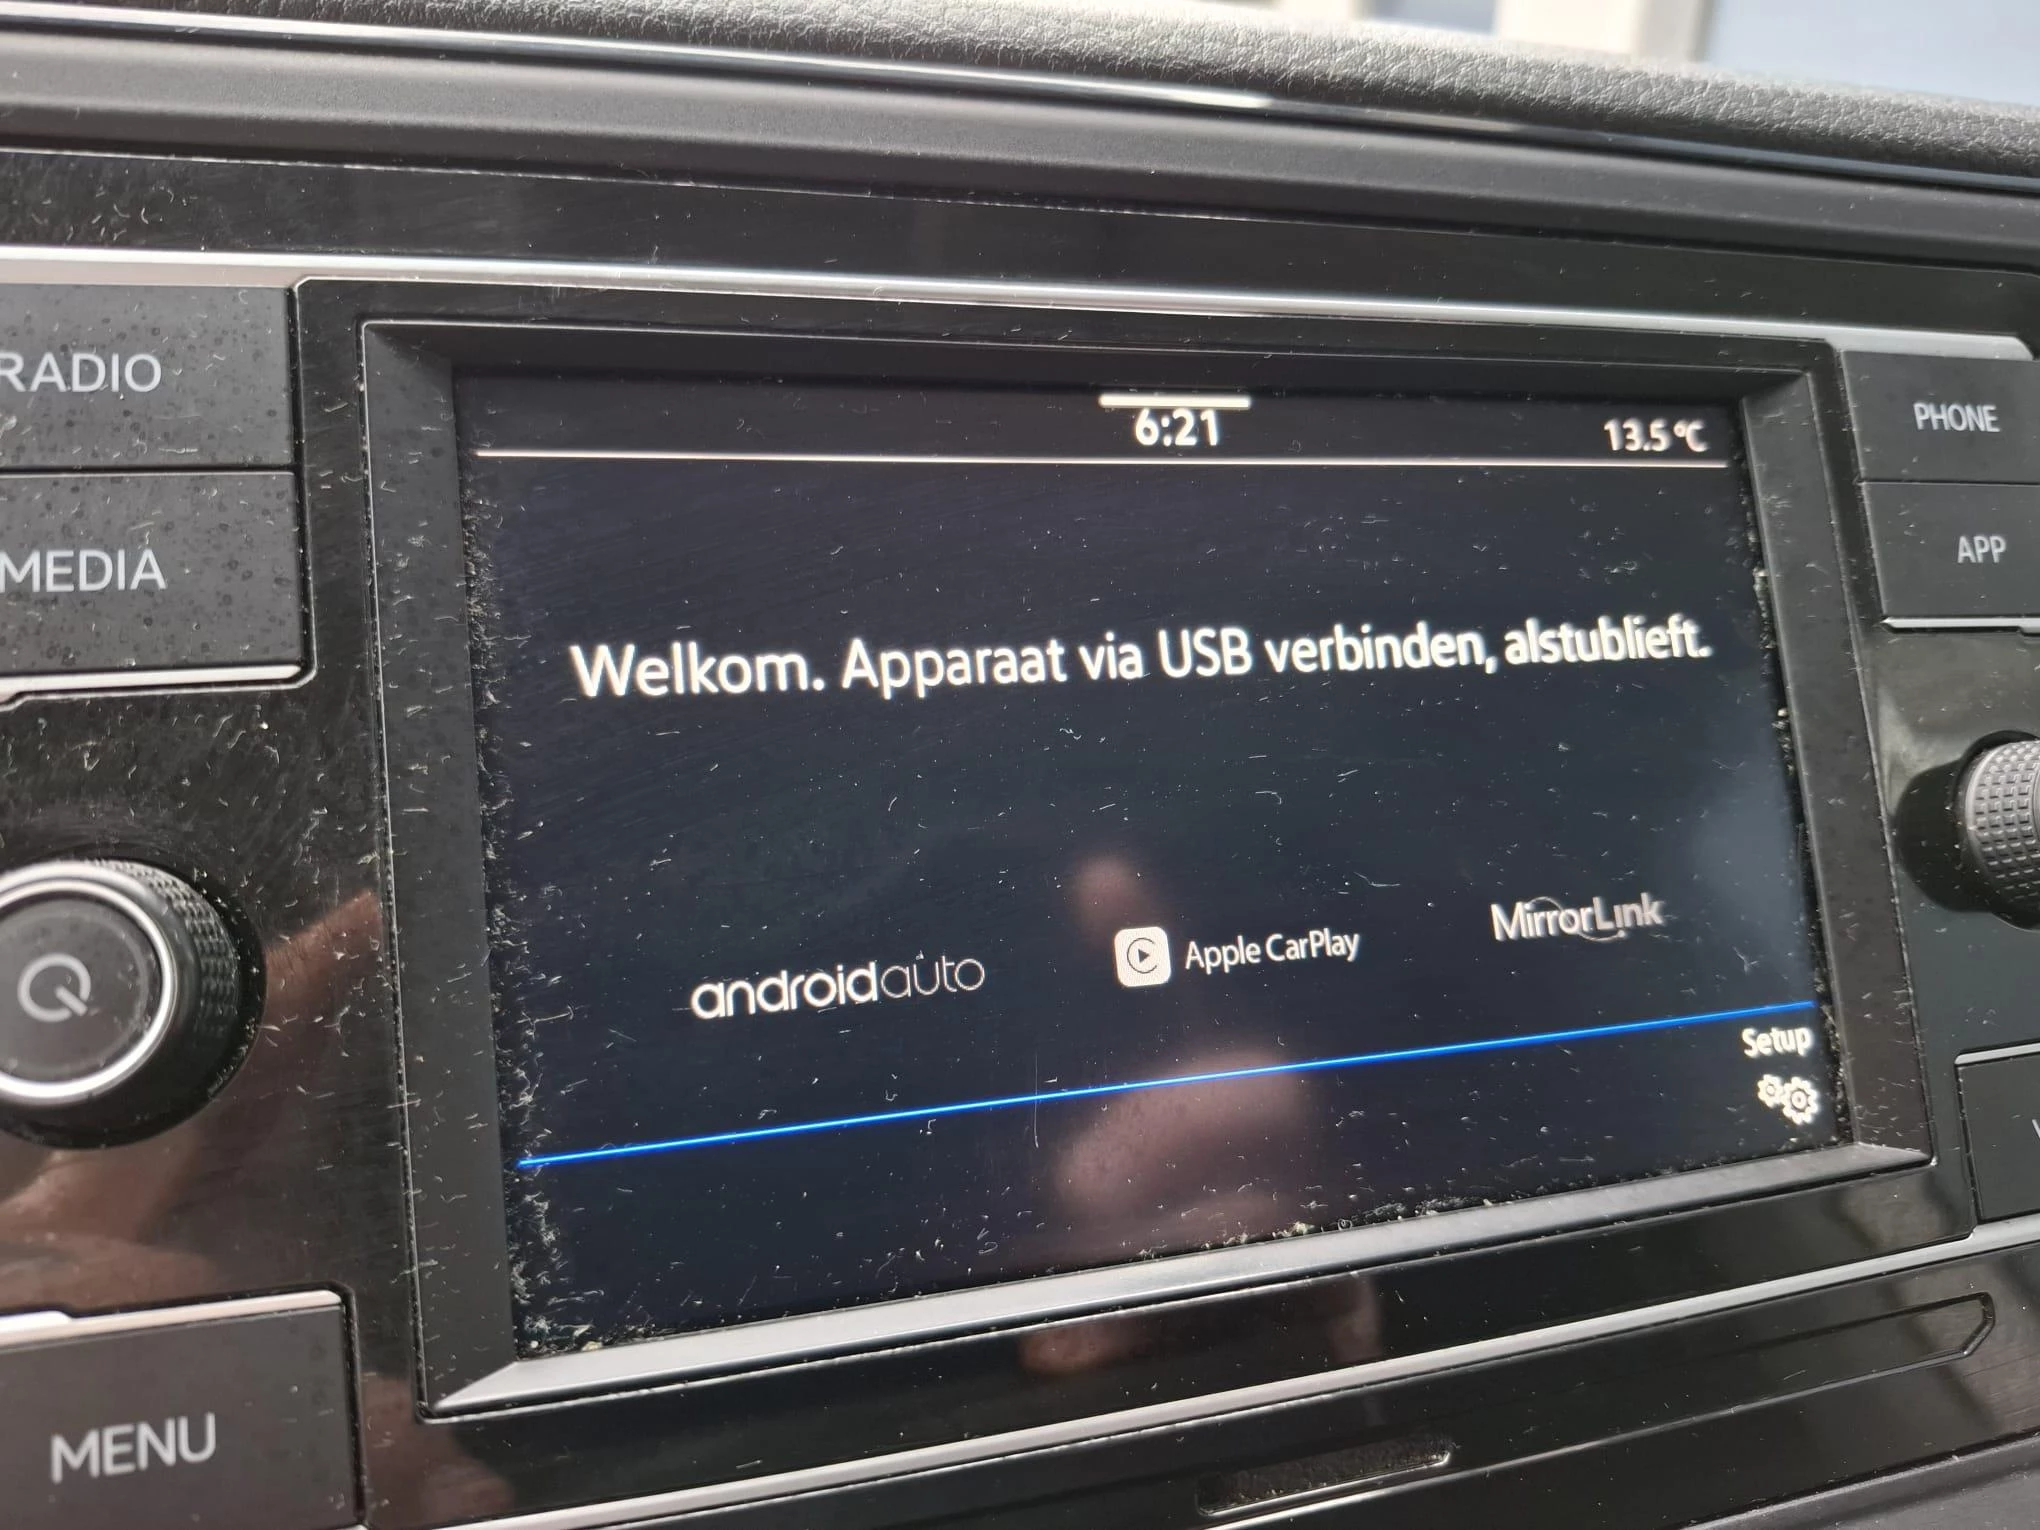 RADIO
MEDIA
MENU
6:21
13.5 °C
Welkom. Apparaat via USB verbinden, alstublieft.
androidauto
Apple CarPlay
MirrorLink
Setup
PHONE
APP